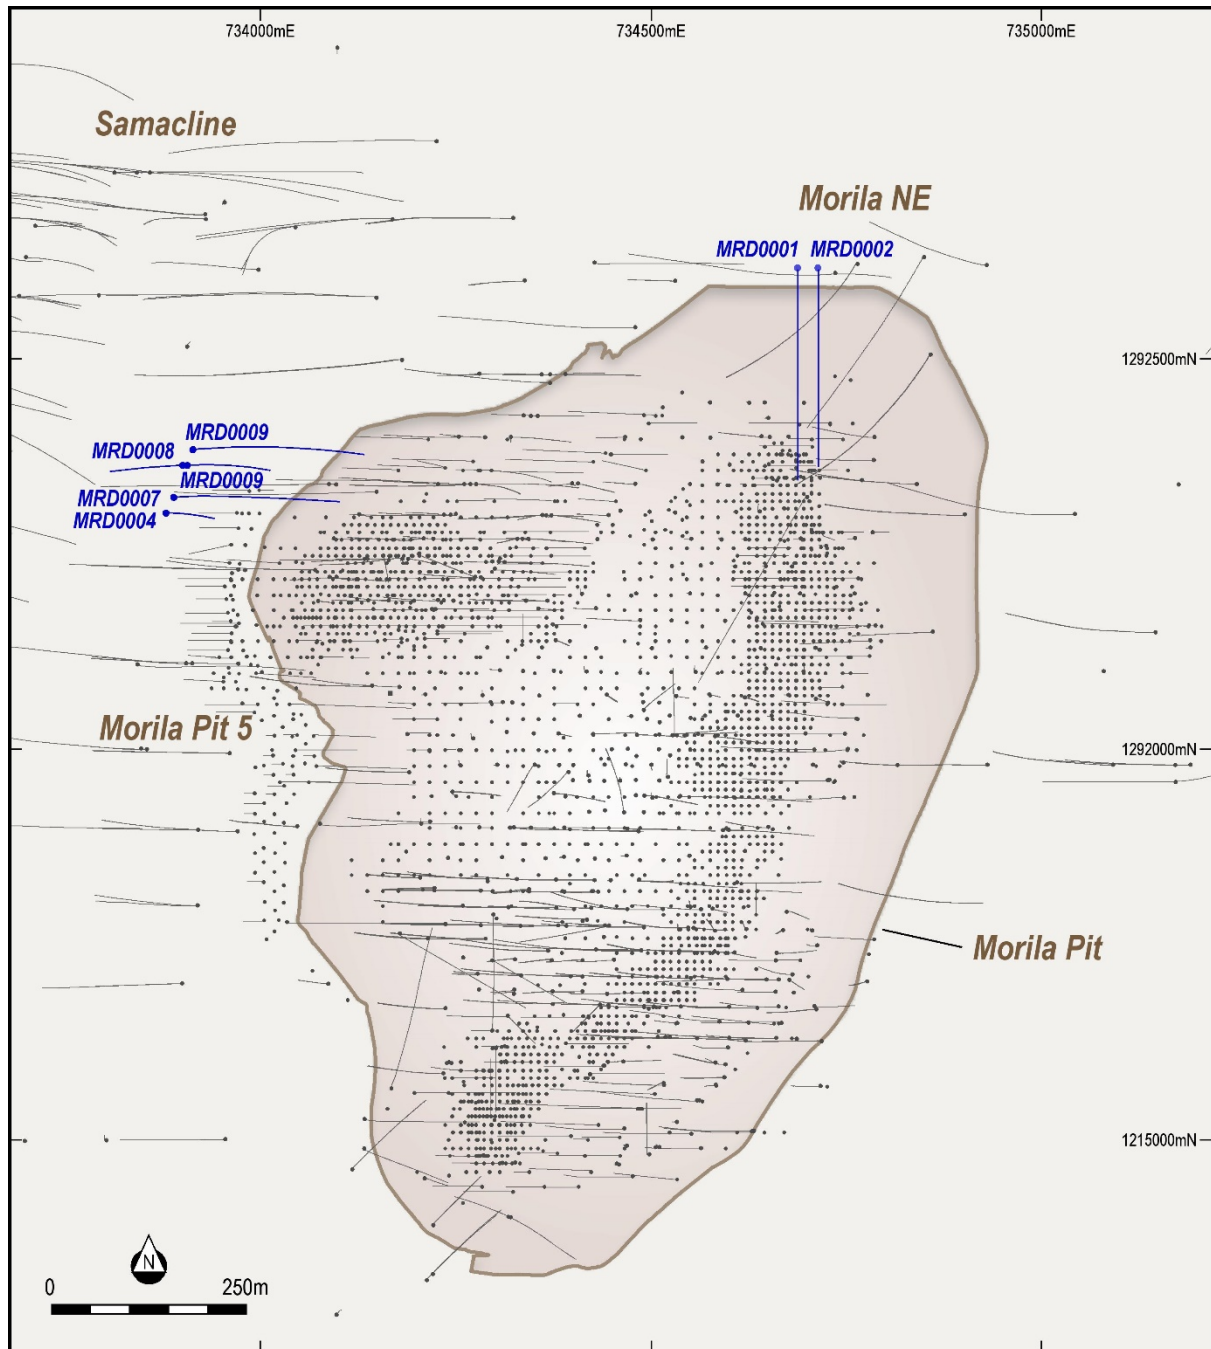 734000mE
734500mE
735000mE
Samacline
Morila NE
MRD0001
MRD0002
1292500mN
MRD0009
MRD0008
MRD0009
MRD0007
MRD0004
Morila Pit 5
1292000mN
Morila Pit
1215000mN
N
0
250m